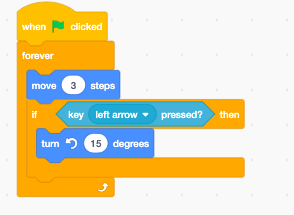 when clicked
forever
move 3 steps
if key left arrow pressed? then
turn 15 degrees